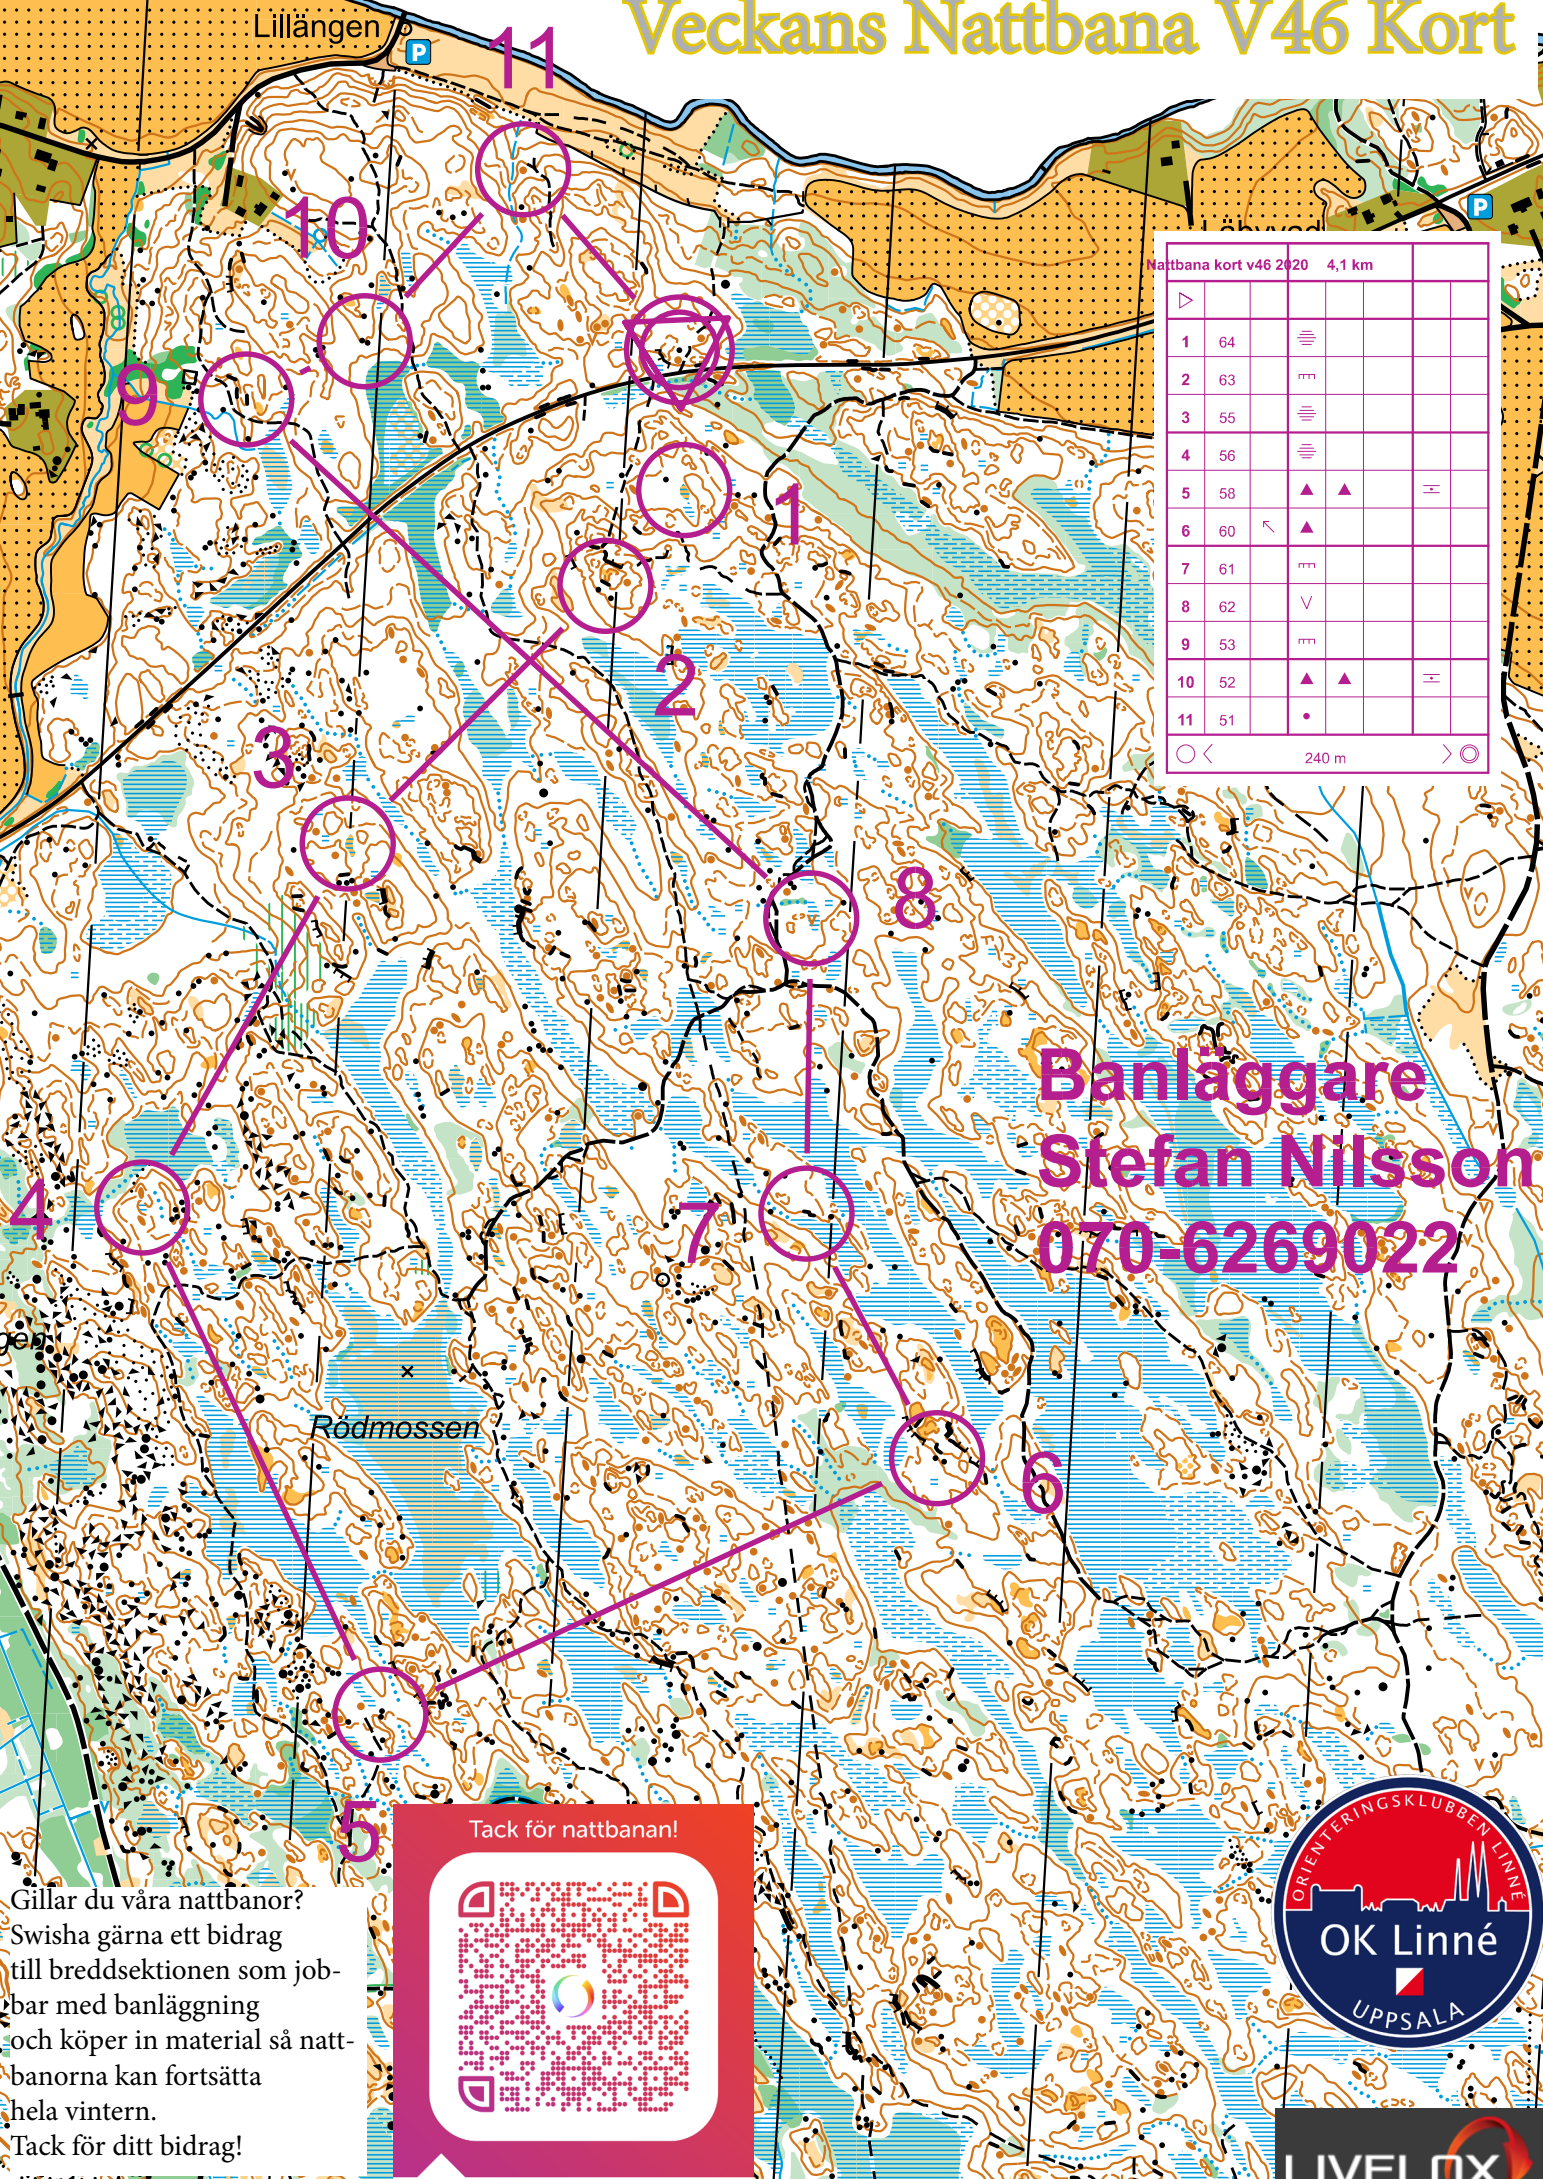 Veckans Nattbana V46 Kort
Lillängen
P
11
P
10
Nattbana kort v46 2020 4,1 km
1 64
2 63
3 55
4 56
5 58
6 60
7 61
8 62
9 53
10 52
11 51
240 m
9
1
2
3
8
Banläggare
Stefan Nilsson
070-6269022
4
7
Rödmossen
6
5
Tack för nattbanan!
Gillar du våra nattbanor?
Swisha gärna ett bidrag
till breddsektionen som job-
bar med banläggning
och köper in material så natt-
banorna kan fortsätta
hela vintern.
Tack för ditt bidrag!
ORIENTERINGSKLUBBEN LINNÉ
OK Linné
UPPSALA
LIVELOX